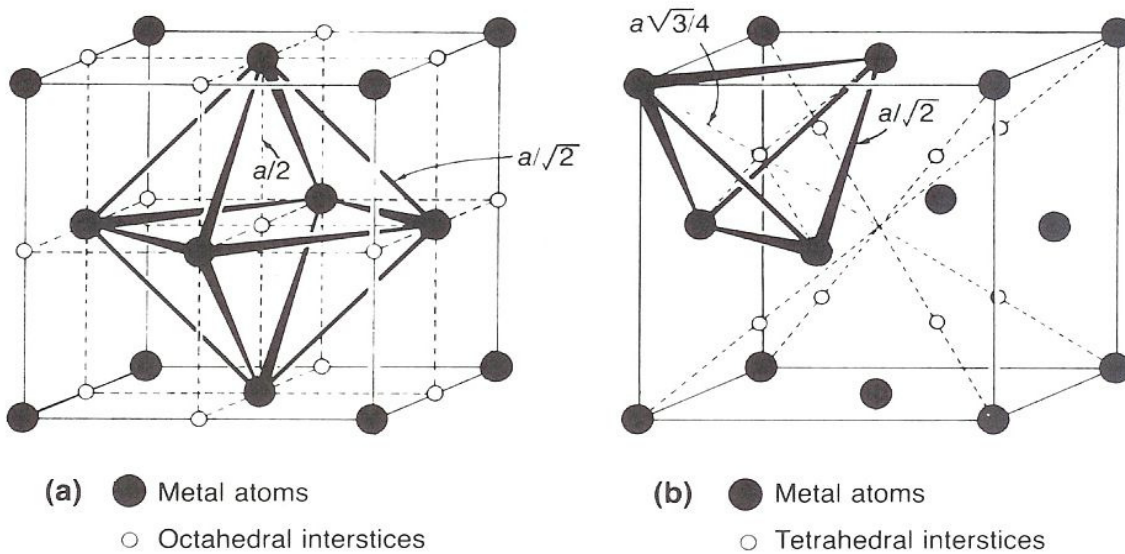 a√3/4
a/√2
a/2
a/√2
(a) Metal atoms
Octahedral interstices
(b) Metal atoms
Tetrahedral interstices